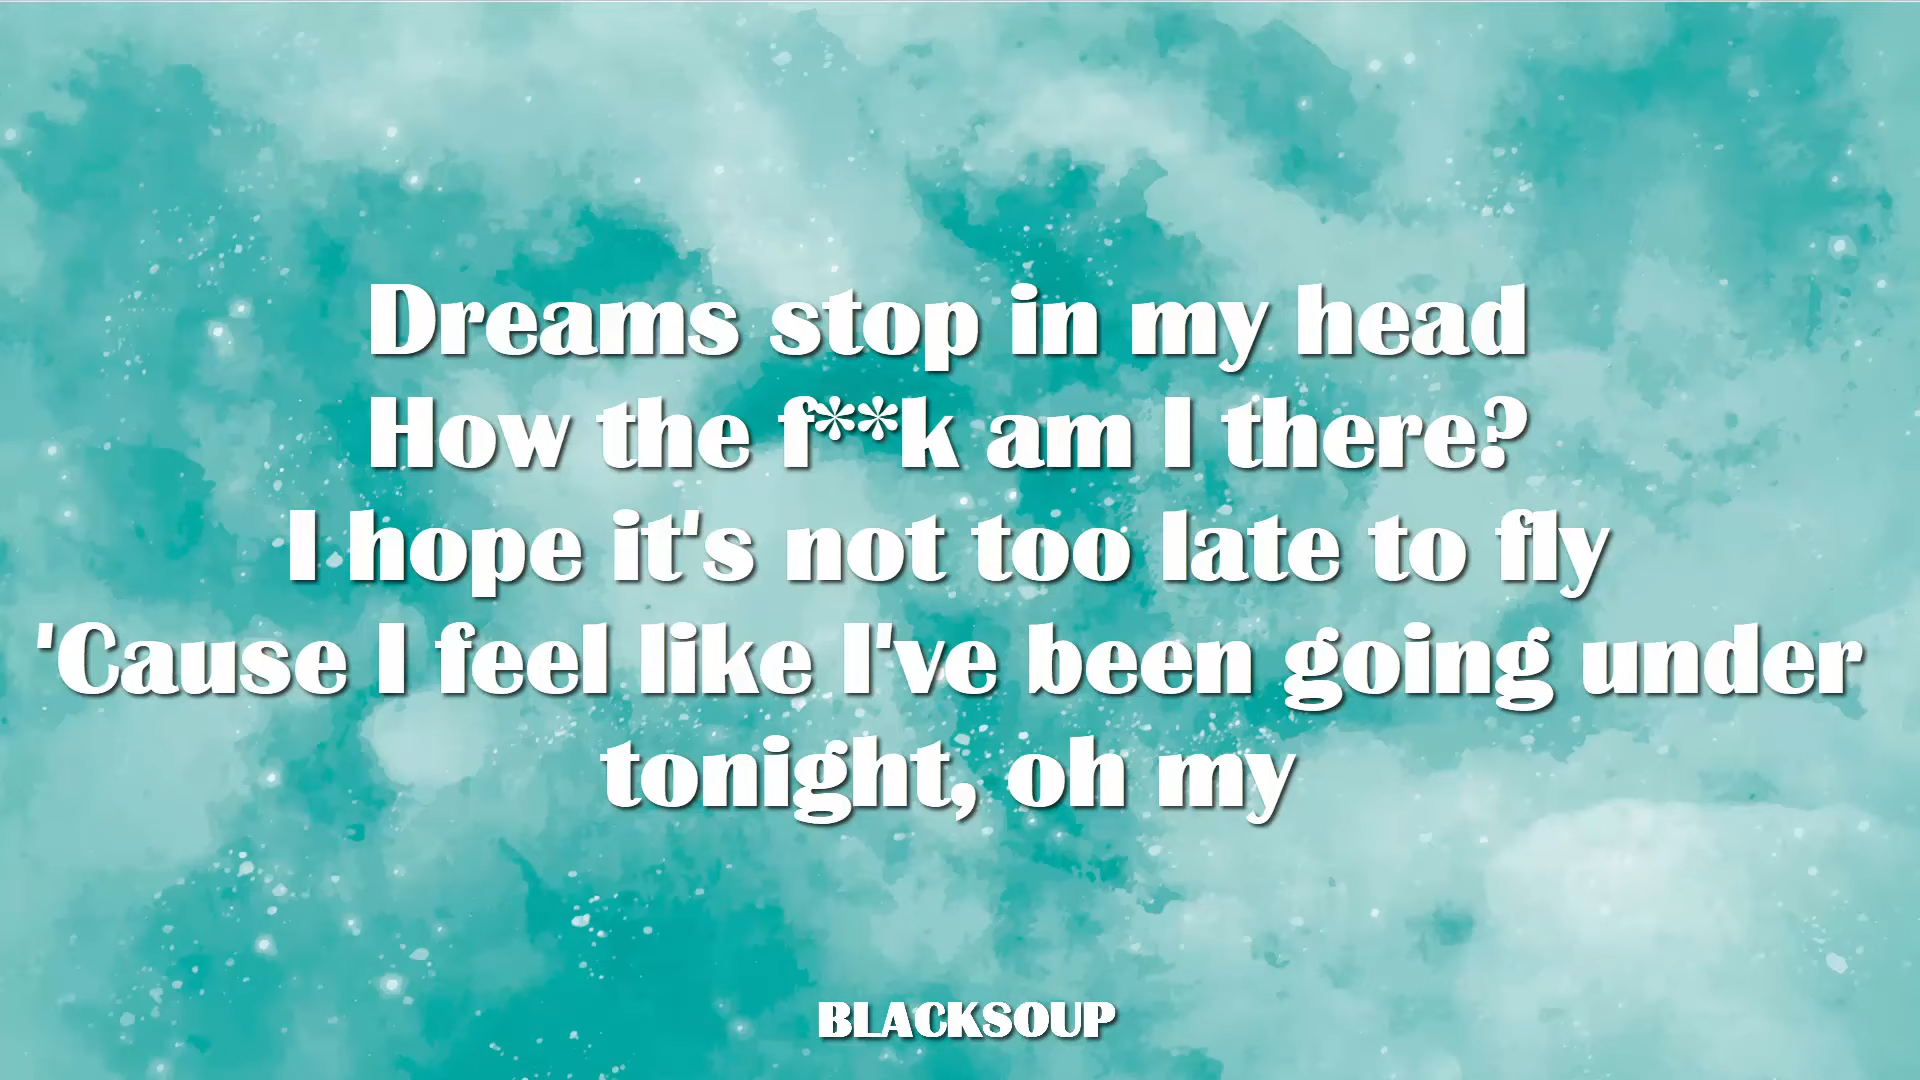 Dreams stop in my head
How the f**k am I there?
I hope it's not too late to fly
'Cause I feel like I've been going under
tonight, oh my
BLACKSOUP